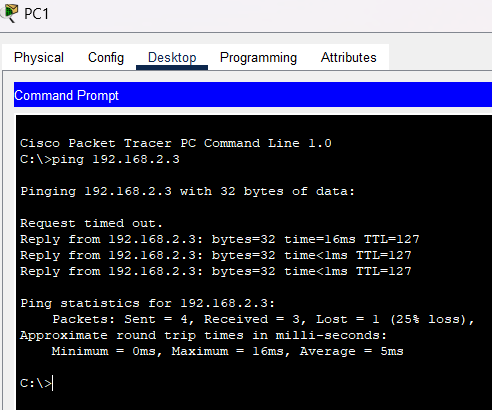 PC1
Physical Config Desktop Programming Attributes
Command Prompt
Cisco Packet Tracer PC Command Line 1.0
C:\>ping 192.168.2.3
Pinging 192.168.2.3 with 32 bytes of data:
Request timed out.
Reply from 192.168.2.3: bytes=32 time=16ms TTL=127
Reply from 192.168.2.3: bytes=32 time<1ms TTL=127
Reply from 192.168.2.3: bytes=32 time<1ms TTL=127
Ping statistics for 192.168.2.3:
Packets: Sent = 4, Received = 3, Lost = 1 (25% loss),
Approximate round trip times in milli-seconds:
Minimum = 0ms, Maximum = 16ms, Average = 5ms
C:\>